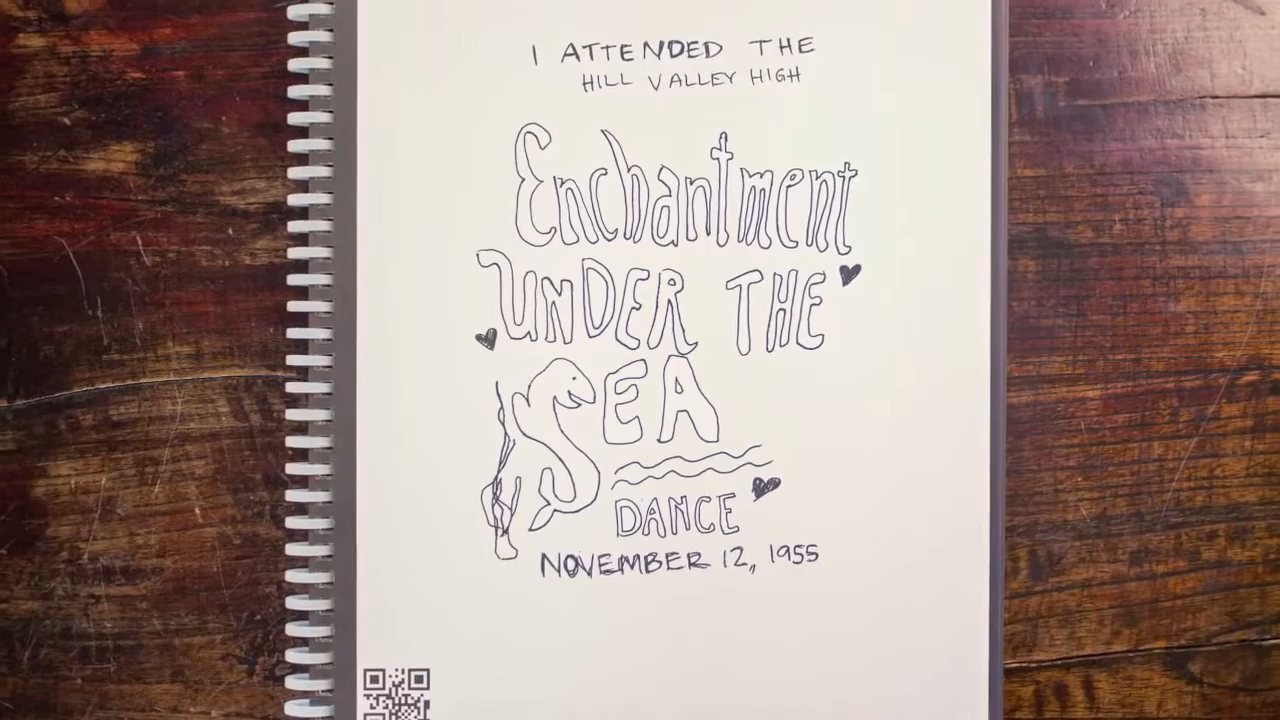 I ATTENDED THE
HILL VALLEY HIGH
Enchantment
UNDER THE
SEA
DANCE
NOVEMBER 12, 1955